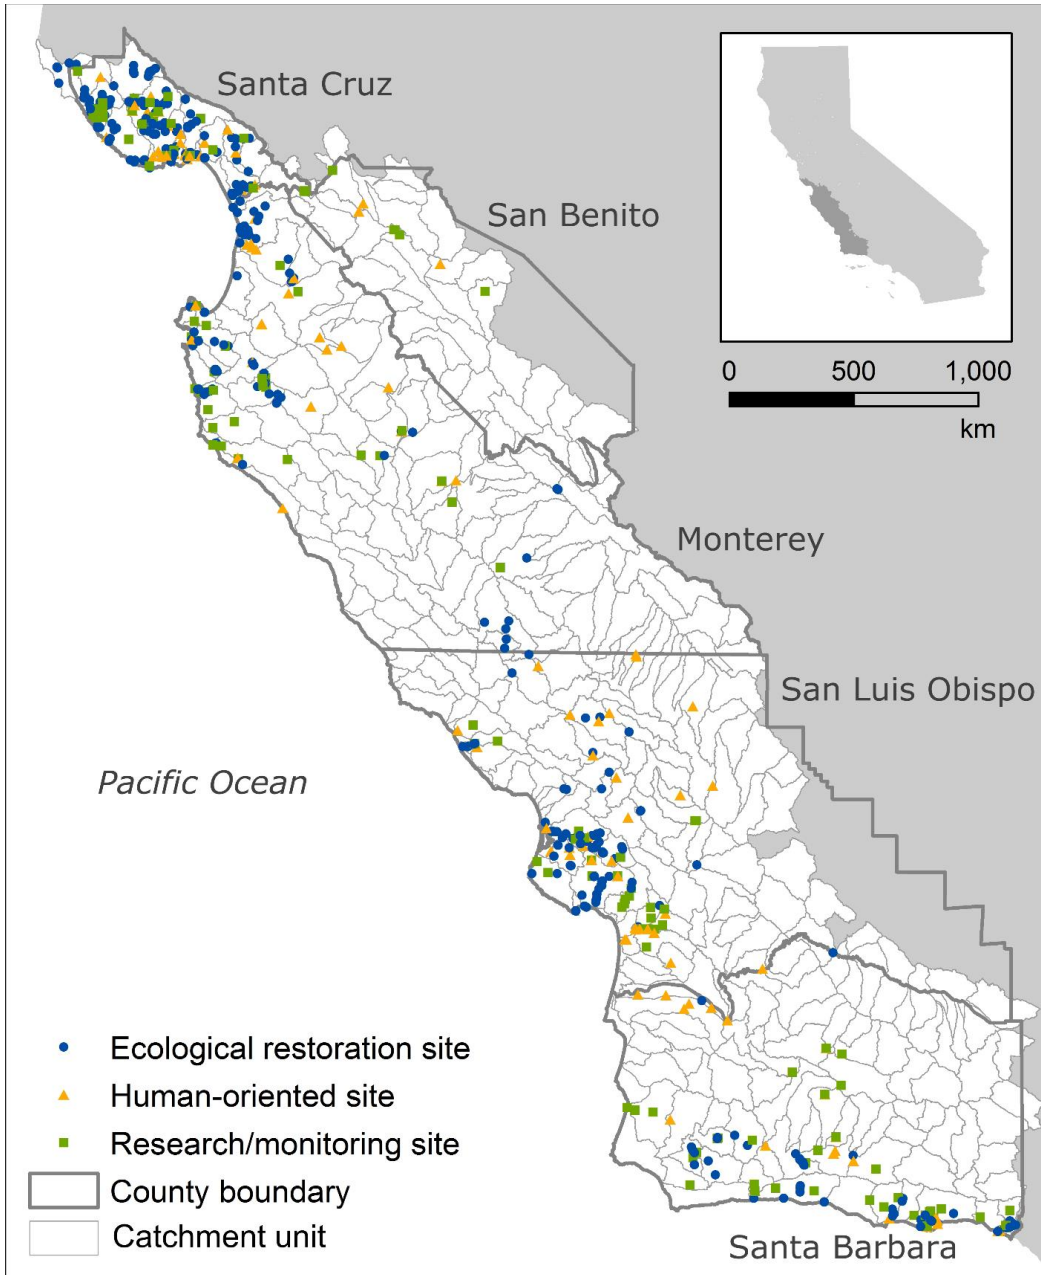 Santa Cruz
San Benito
0 500 1,000
km
Monterey
San Luis Obispo
Pacific Ocean
Ecological restoration site
Human-oriented site
Research/monitoring site
County boundary
Catchment unit
Santa Barbara